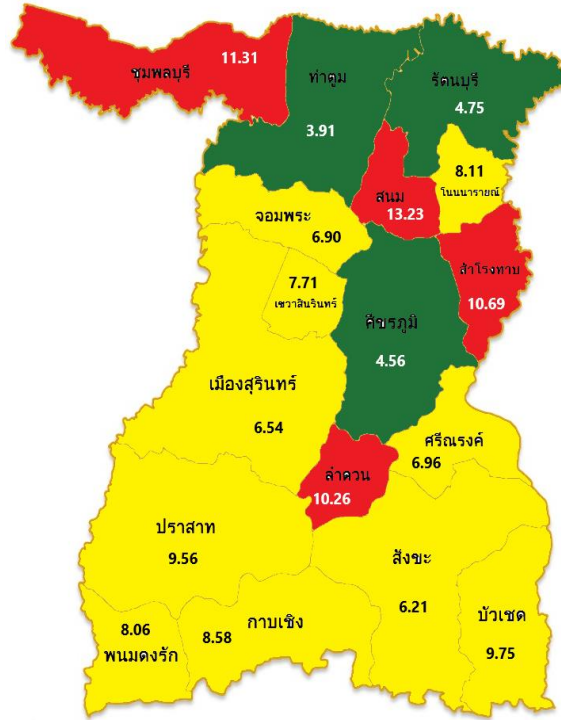 ชุมพลบุรี
11.31
ท่าตูม
3.91
รัตนบุรี
4.75
8.11
โนนนารายณ์
สนม
13.23
จอมพระ
6.90
สำโรงทาบ
10.69
7.71
เขวาสินรินทร์
ศีขรภูมิ
4.56
เมืองสุรินทร์
6.54
ศรีณรงค์
6.96
ลำดวน
10.26
ปราสาท
9.56
สังขะ
6.21
บัวเชด
9.75
8.06
พนมดงรัก
8.58
กาบเชิง